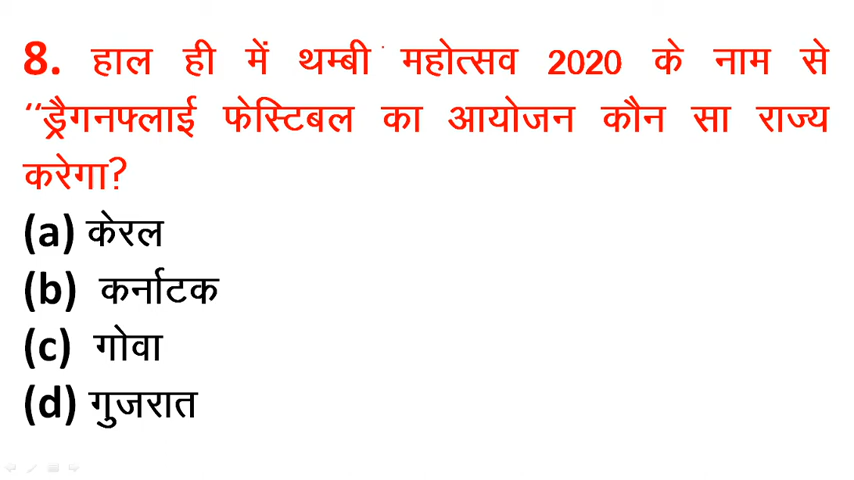 8. हाल ही में थम्बी महोत्सव 2020 के नाम से
‘‘ड्रैगनफ्लाई फेस्टिबल का आयोजन कौन सा राज्य
करेगा?
(a) केरल
(b) कर्नाटक
(c) गोवा
(d) गुजरात